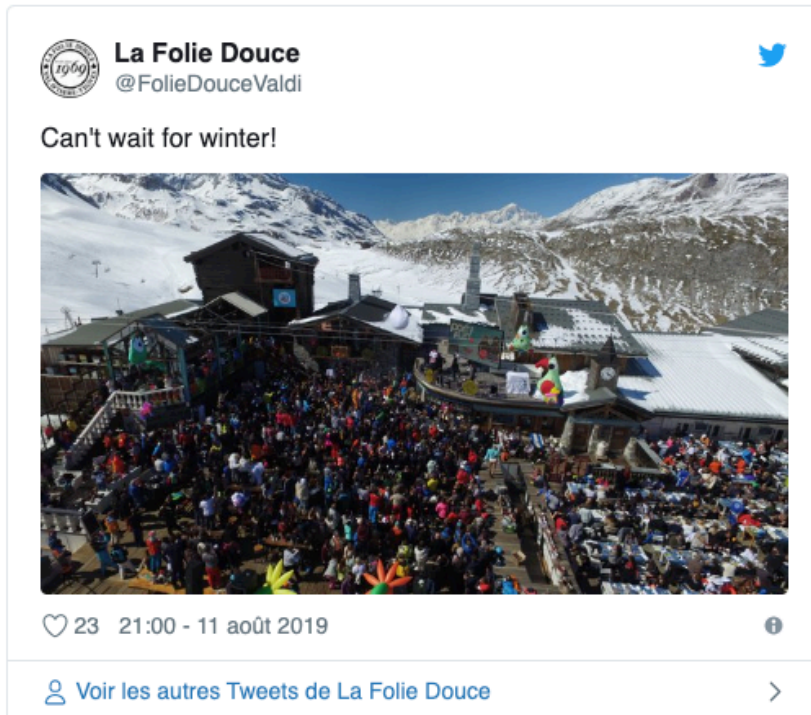 La Folie Douce
@FolieDouceValdi
Can't wait for winter!
1969
23 21:00 - 11 août 2019
Voir les autres Tweets de La Folie Douce